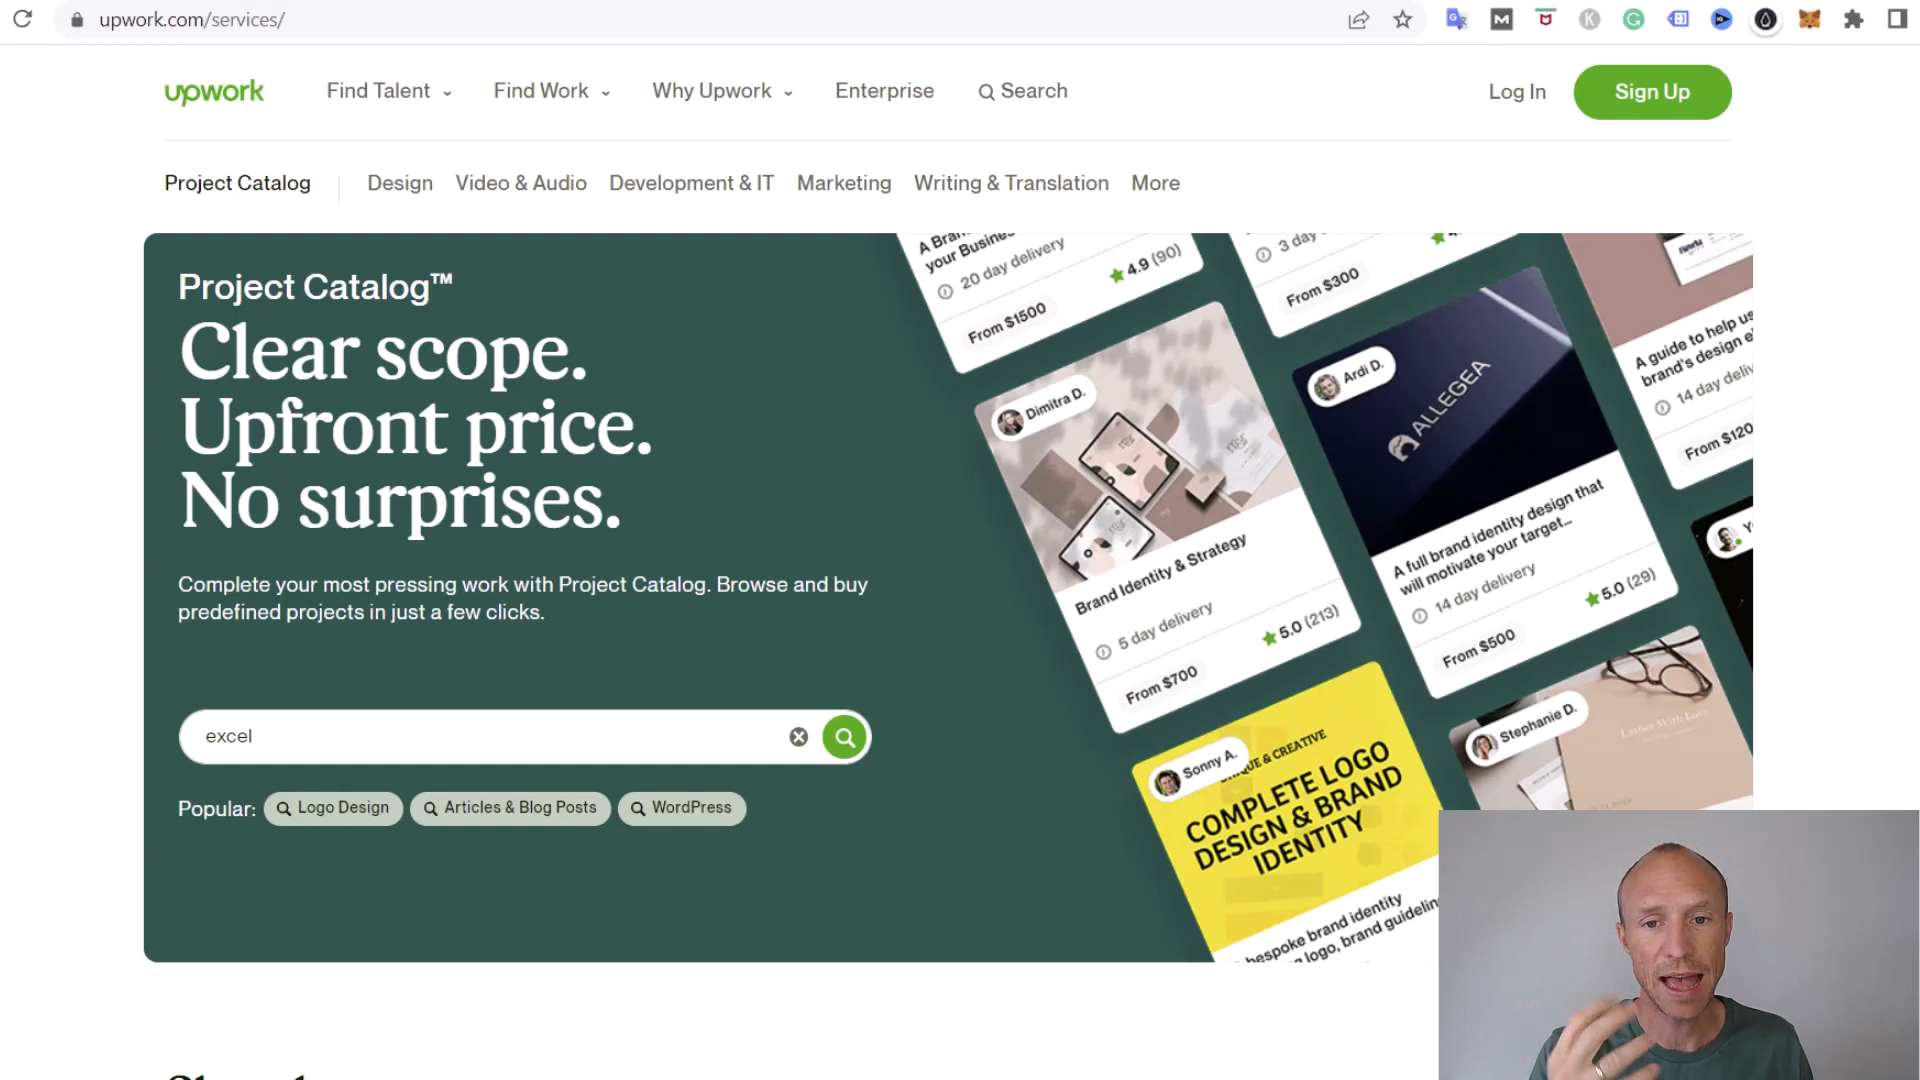 upwork.com/services/
upwork
Find Talent
Find Work
Why Upwork
Enterprise
Search
Log In
Sign Up
Project Catalog
Design
Video & Audio
Development & IT
Marketing
Writing & Translation
More
Project Catalog™
Clear scope.
Upfront price.
No surprises.
Complete your most pressing work with Project Catalog. Browse and buy
predefined projects in just a few clicks.
excel
Popular:
Logo Design
Articles & Blog Posts
WordPress
your Business
20 day delivery
4.9 (90)
From $1500
3 day
From $300
A guide to help us
brand's design
14 day
From $120
Dimitra D.
Brand Identity & Strategy
5 day delivery
5.0 (213)
From $700
Ardi D.
ALLEGEA
A full brand identity design that
will motivate your target...
14 day delivery
5.0 (29)
From $500
Sonny A.
& CREATIVE
COMPLETE LOGO
DESIGN & BRAND
IDENTITY
bespoke brand identity
logo, brand
Stephanie D.